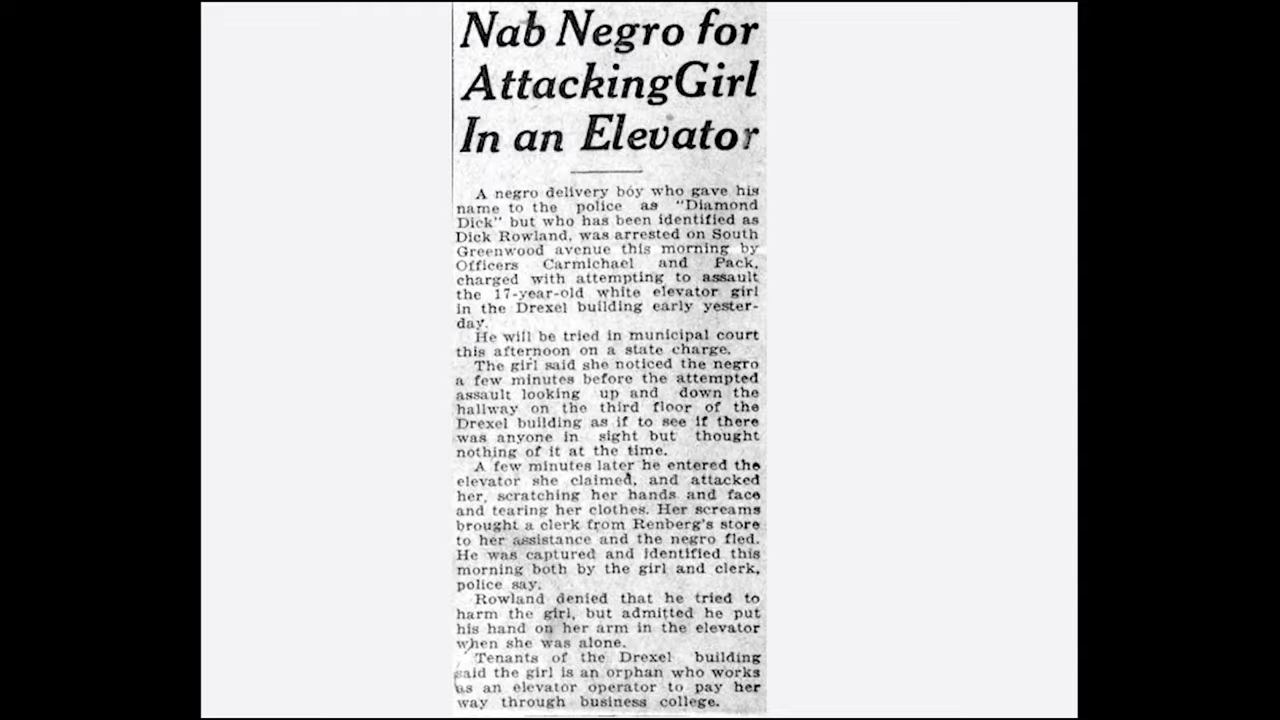 Nab Negro for
Attacking Girl
In an Elevator
A negro delivery boy who gave his
name to the police as "Diamond
Dick" but who has been identified as
Dick Rowland, was arrested on South
Greenwood avenue this morning by
Officers Carmichael and Pack,
charged with attempting to assault
the 17-year-old white elevator girl
in the Drexel building early yester-
day.
He will be tried in municipal court
this afternoon on a state charge.
The girl said she noticed the negro
a few minutes before the attempted
assault looking up and down the
hallway on the third floor of the
Drexel building as if to see if there
was anyone in sight but thought
nothing of it at the time.
A few minutes later he entered the
elevator she claimed, and attacked
her, scratching her hands and face
and tearing her clothes. Her screams
brought a clerk from Renberg's store
to her assistance and the negro fled.
He was captured and identified this
morning both by the girl and clerk,
police say.
Rowland denied that he tried to
harm the girl, but admitted he put
his hand on her arm in the elevator
when she was alone.
Tenants of the Drexel building
said the girl is an orphan who works
as an elevator operator to pay her
way through business college.